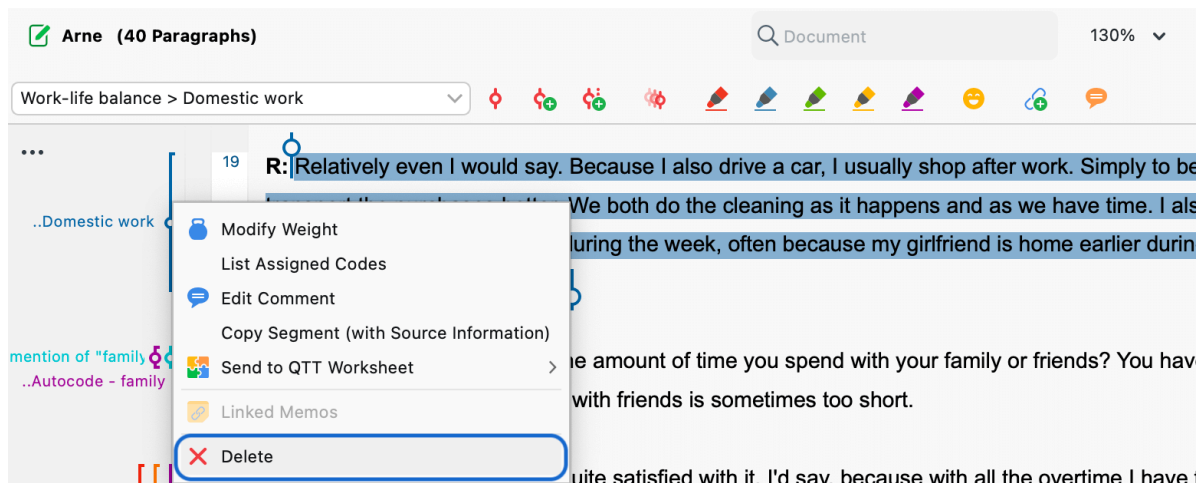 Arne (40 Paragraphs)
Document
130%
Work-life balance > Domestic work
19
R: Relatively even I would say. Because I also drive a car, I usually shop after work. Simply to be
..Domestic work
We both do the cleaning as it happens and as we have time. I als
during the week, often because my girlfriend is home earlier durin
Modify Weight
List Assigned Codes
Edit Comment
Copy Segment (with Source Information)
Send to QTT Worksheet
Linked Memos
Delete
mention of "family
..Autocode - family
amount of time you spend with your family or friends? You hav
with friends is sometimes too short.
satisfied with it, I'd say, because with all the overtime I have